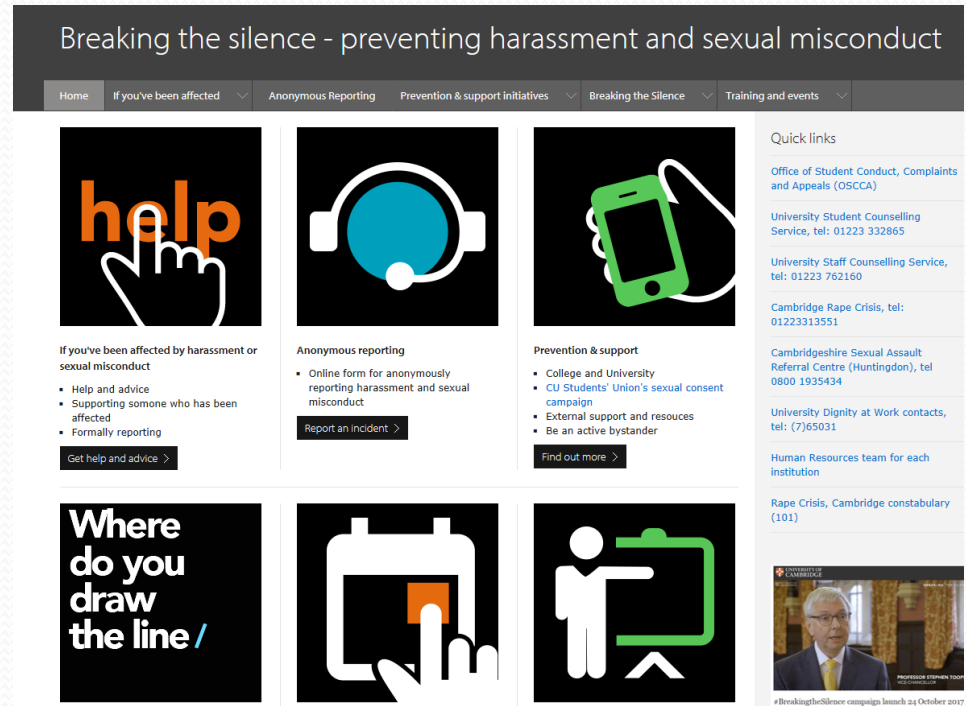 Breaking the silence - preventing harassment and sexual misconduct
Home
If you've been affected
Anonymous Reporting
Prevention & support initiatives
Breaking the Silence
Training and events
help
If you've been affected by harassment or
sexual misconduct
▪ Help and advice
▪ Supporting somone who has been
affected
▪ Formally reporting
Get help and advice >
Anonymous reporting
▪ Online form for anonymously
reporting harassment and sexual
misconduct
Report an incident >
Prevention & support
▪ College and University
▪ CU Students' Union's sexual consent
campaign
▪ External support and resouces
▪ Be an active bystander
Find out more >
Where
do you
draw
the line /
Quick links
Office of Student Conduct, Complaints
and Appeals (OSCCA)
University Student Counselling
Service, tel: 01223 332865
University Staff Counselling Service,
tel: 01223 762160
Cambridge Rape Crisis, tel:
01223313551
Cambridgeshire Sexual Assault
Referral Centre (Huntingdon), tel
0800 1935434
University Dignity at Work contacts,
tel: (7)65031
Human Resources team for each
institution
Rape Crisis, Cambridge constabulary
(101)
UNIVERSITY OF
CAMBRIDGE
PROFESSOR STEPHEN TOOPE
VICE-CHANCELLOR
#BreakingtheSilence campaign launch 24 October 2017